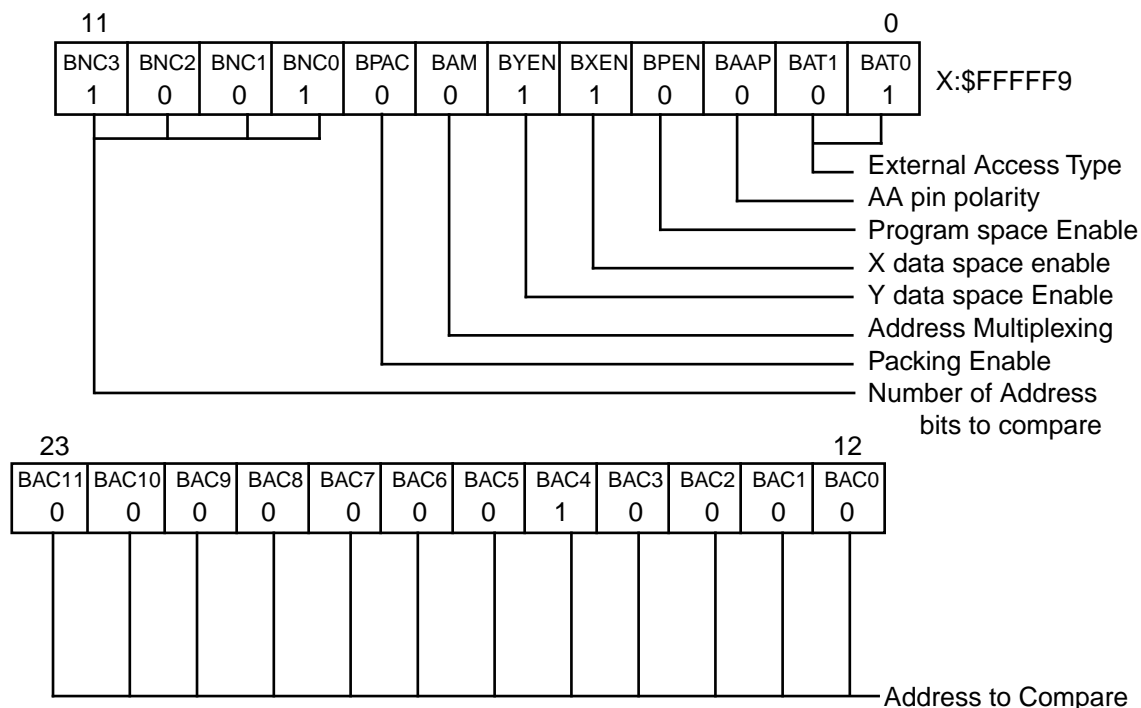 11 0
BNC3 BNC2 BNC1 BNC0 BPAC BAM BYEN BXEN BPEN BAAP BAT1 BAT0
1 0 0 1 0 0 1 1 0 0 0 1
X:$FFFFF9
External Access Type
AA pin polarity
Program space Enable
X data space enable
Y data space Enable
Address Multiplexing
Packing Enable
Number of Address
bits to compare
23 12
BAC11 BAC10 BAC9 BAC8 BAC7 BAC6 BAC5 BAC4 BAC3 BAC2 BAC1 BAC0
0 0 0 0 0 0 0 1 0 0 0 0
Address to Compare